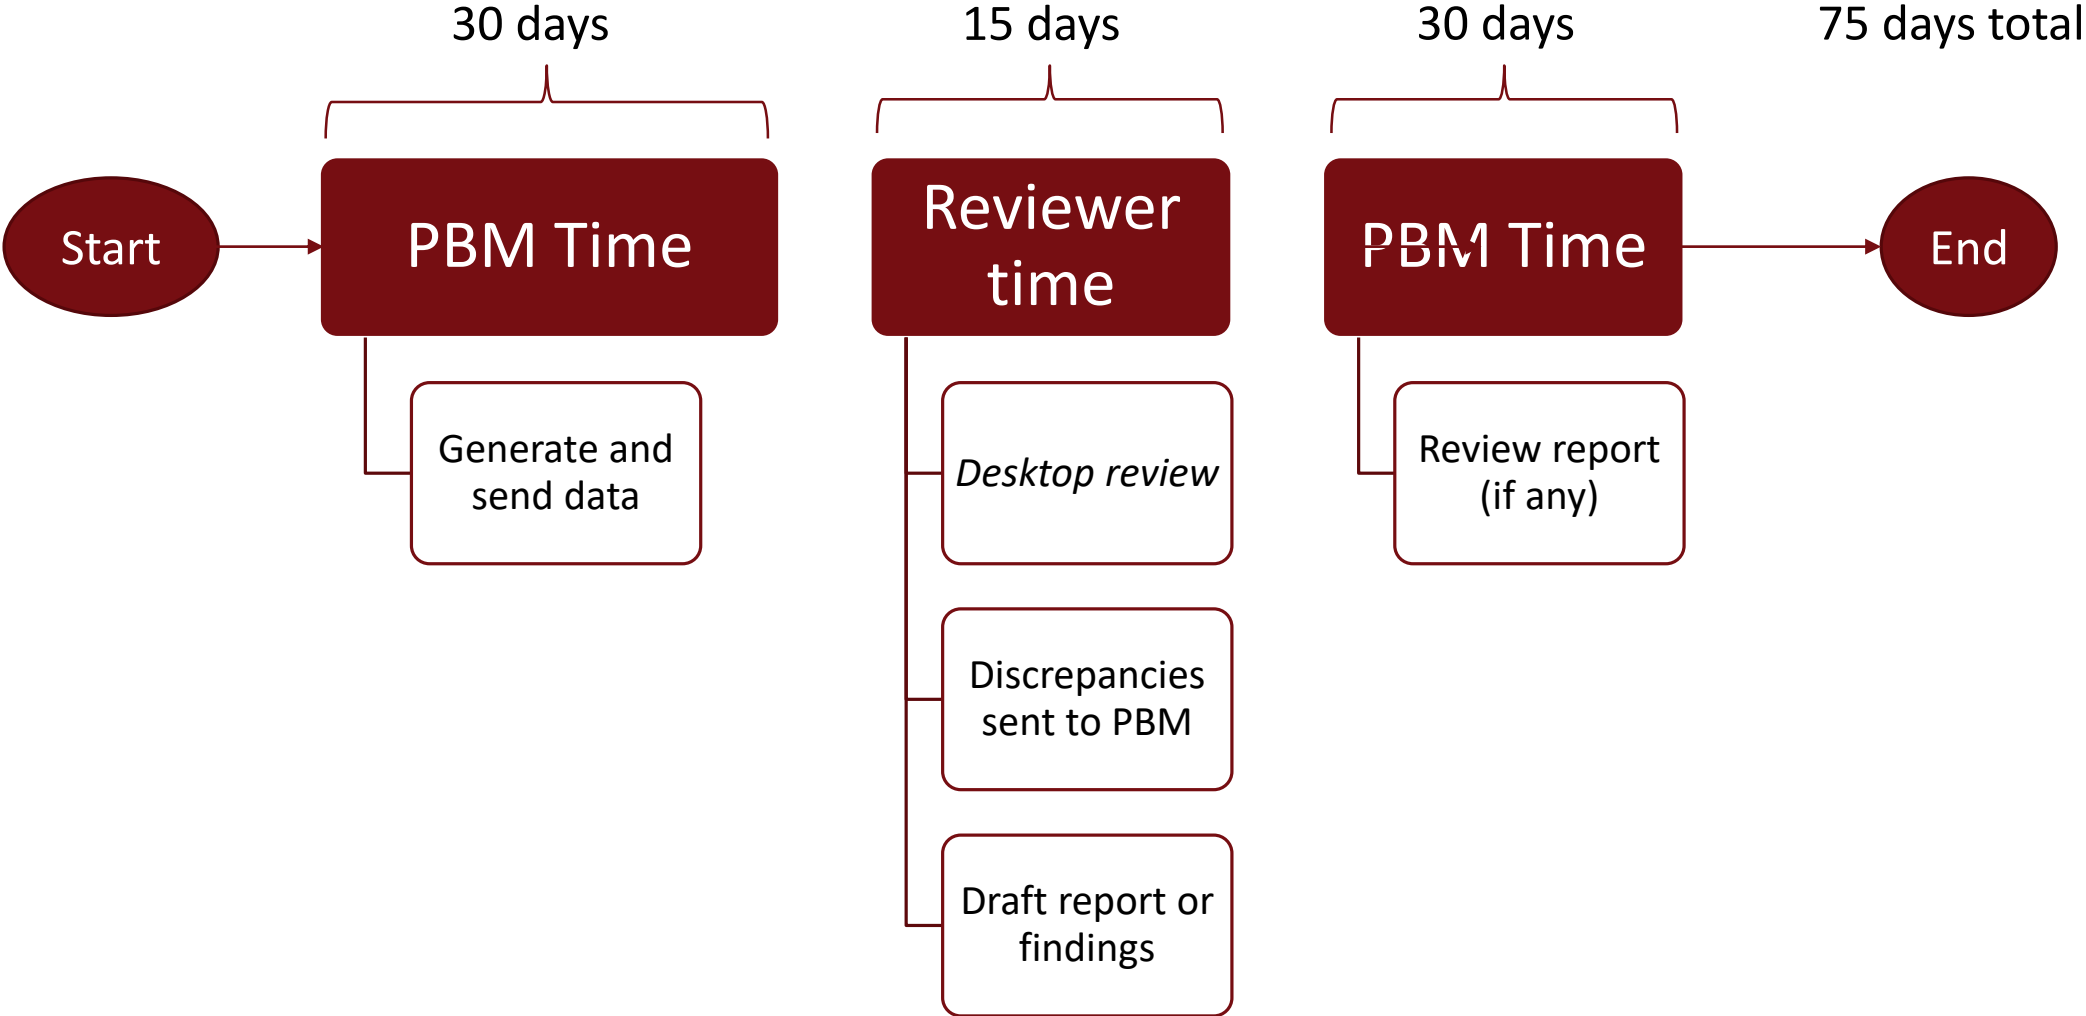 30 days
15 days
30 days
75 days total
Start
PBM Time
Reviewer
time
PBM Time
End
Generate and
send data
Desktop review
Review report
(if any)
Discrepancies
sent to PBM
Draft report or
findings